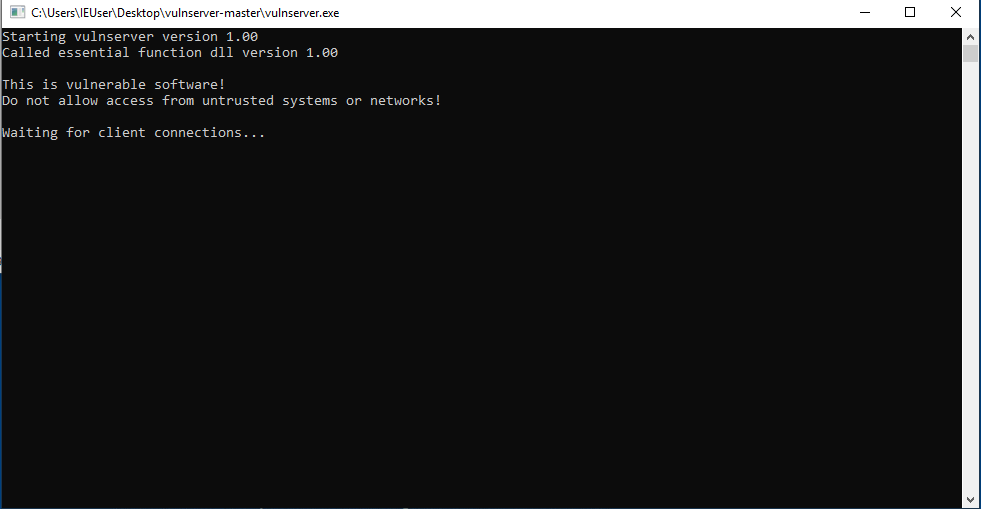 C:\Users\IEUser\Desktop\vulnserver-master\vulnserver.exe
Starting vulnserver version 1.00
Called essential function dll version 1.00
This is vulnerable software!
Do not allow access from untrusted systems or networks!
Waiting for client connections...